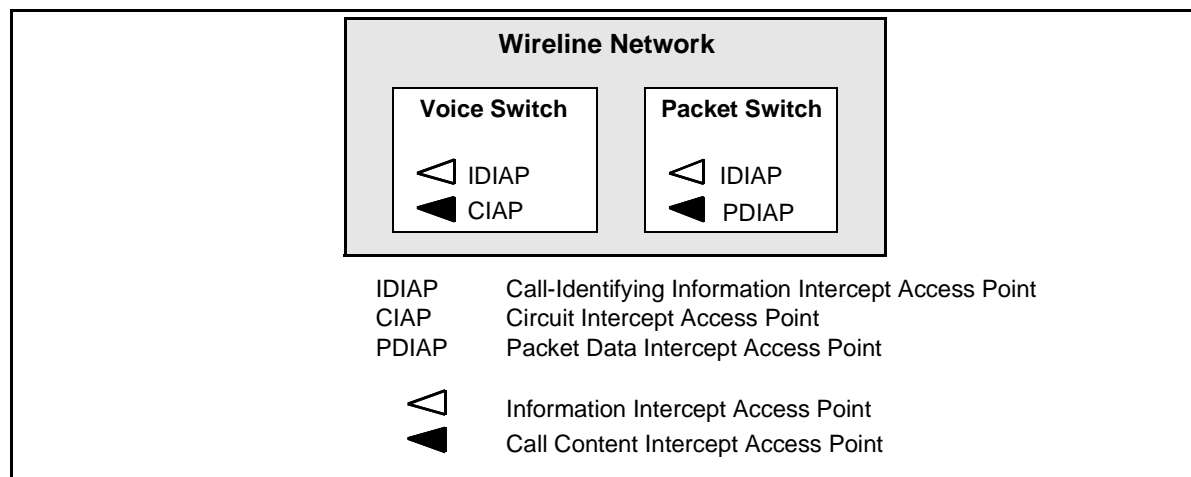 Wireline Network
Voice Switch
IDIAP
CIAP
Packet Switch
IDIAP
PDIAP
IDIAP Call-Identifying Information Intercept Access Point
CIAP Circuit Intercept Access Point
PDIAP Packet Data Intercept Access Point
Information Intercept Access Point
Call Content Intercept Access Point